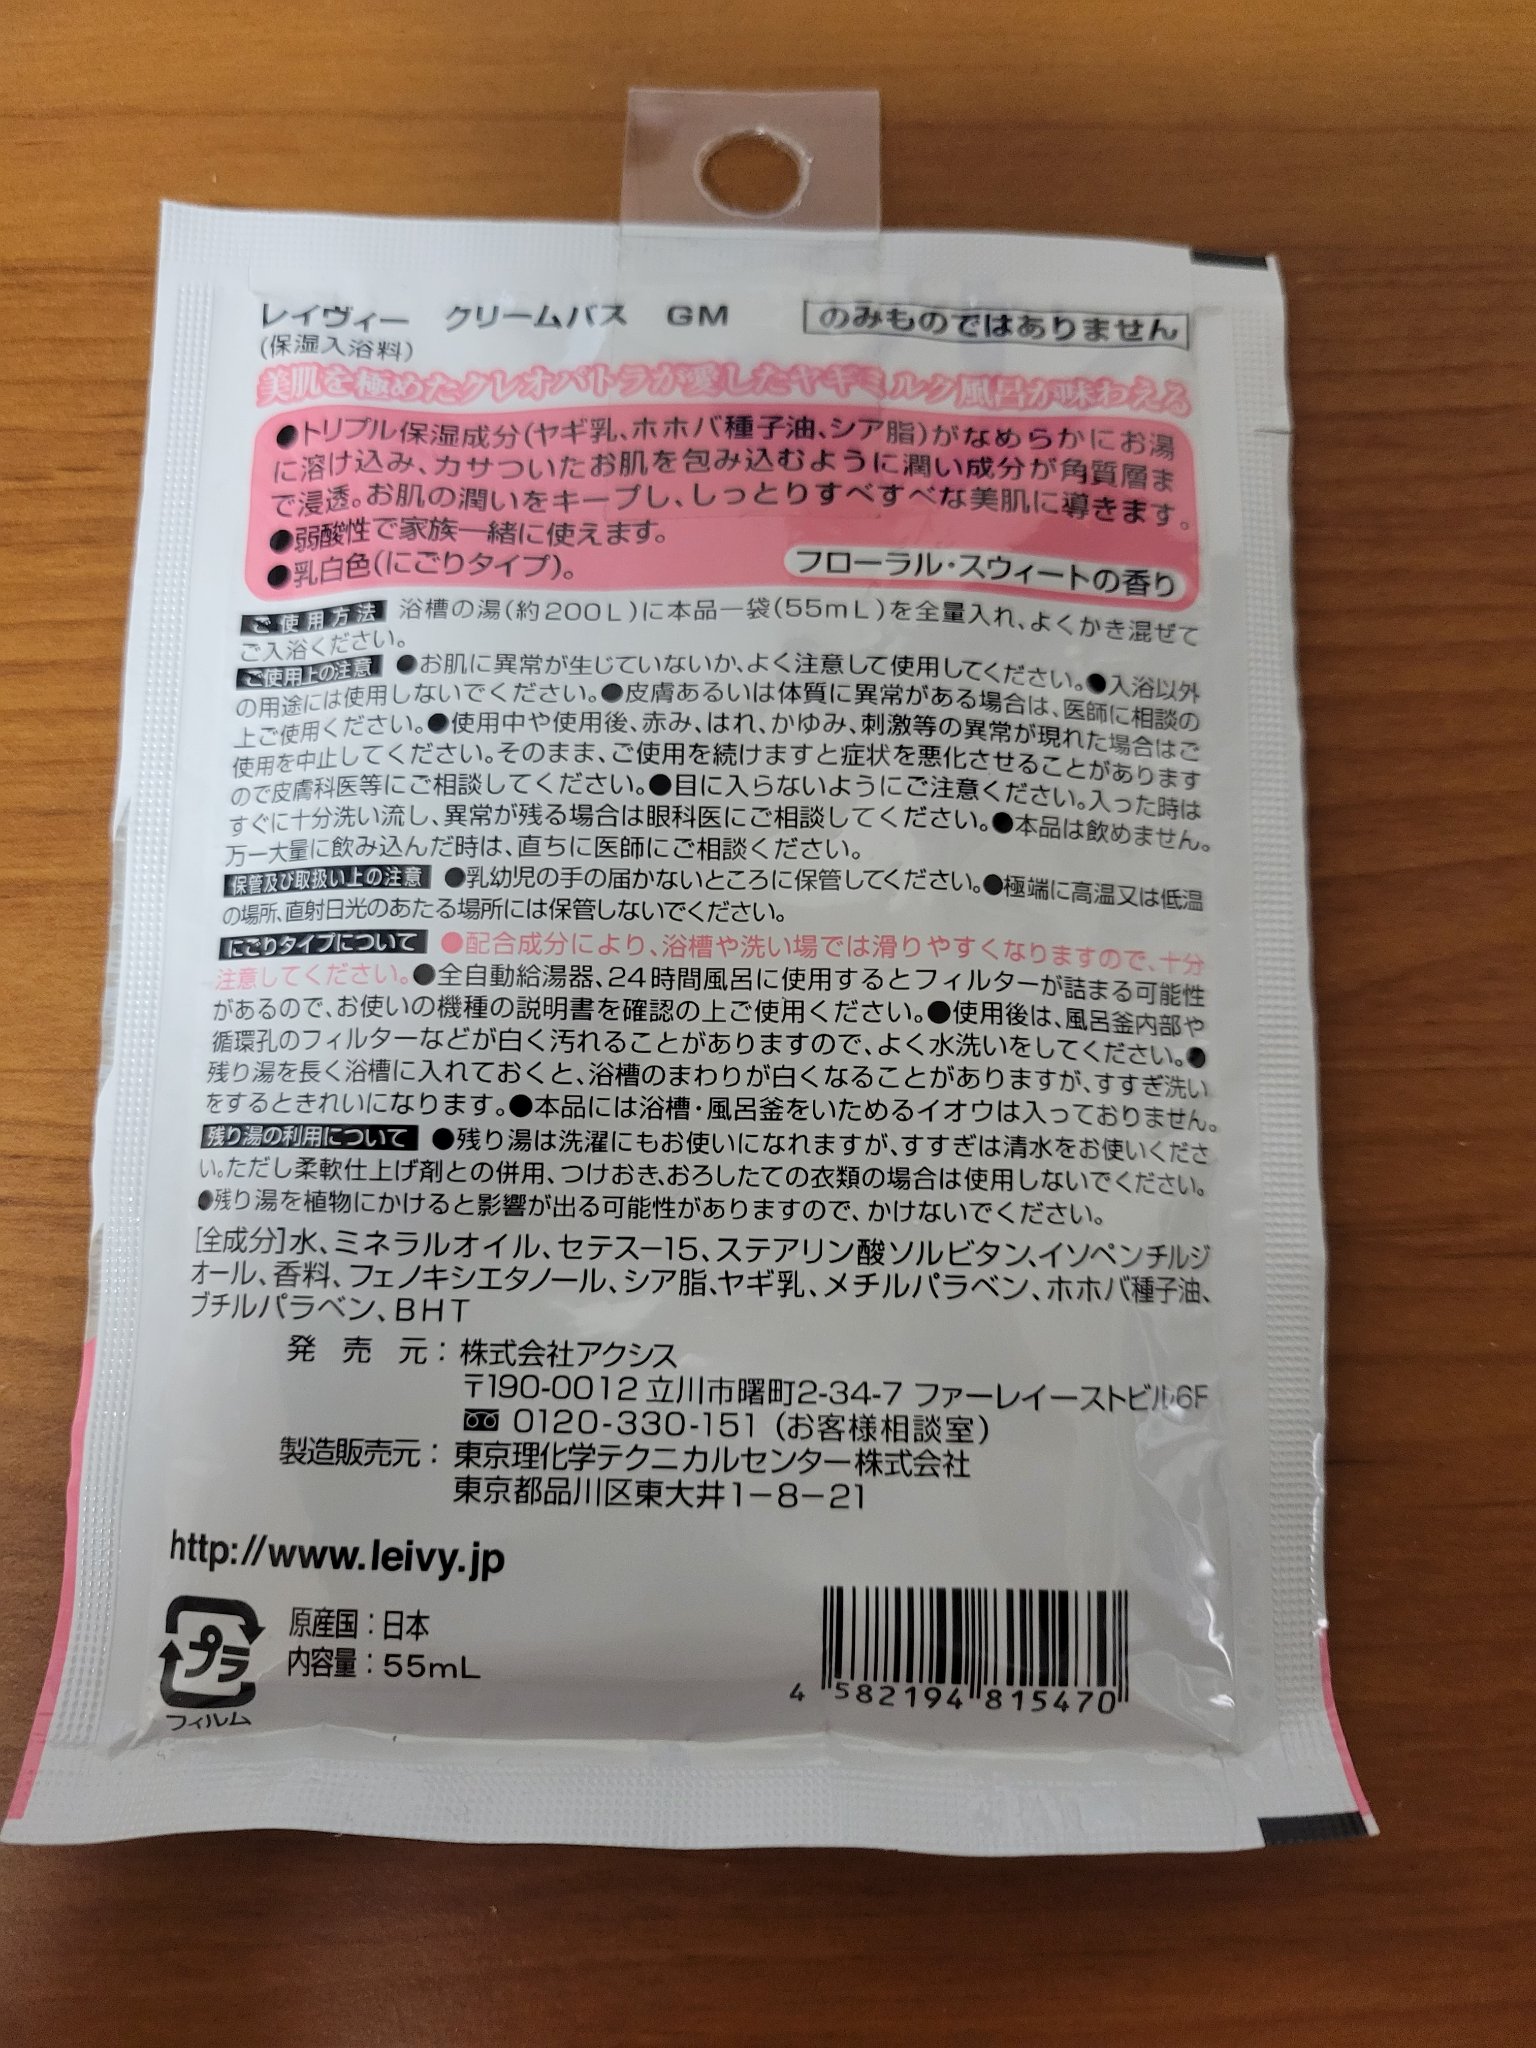 レイヴィー クリームバス GM のみものではありません
(保湿入浴料)
美肌を極めたクレオパトラが愛したヤギミルク風呂が味わえる
●トリプル保湿成分(ヤギ乳、ホホバ種子油、シア脂)がなめらかにお湯
に溶け込み、カサついたお肌を包み込むように潤い成分が角質層ま
で浸透。お肌の潤いをキープし、しっとりすべすべな美肌に導きます。
●弱酸性で家族一緒に使えます。
●乳白色(にごりタイプ)。 フローラル・スウィートの香り
ご使用方法 浴槽の湯(約200L)に本品一袋(55mL)を全量入れ、よくかき混ぜて
ご入浴ください。
ご使用上の注意 ●お肌に異常が生じていないか、よく注意して使用してください。●入浴以外
の用途には使用しないでください。●皮膚あるいは体質に異常がある場合は、医師に相談の
上ご使用ください。●使用中や使用後、赤み、はれ、かゆみ、刺激等の異常が現れた場合はご
使用を中止してください。そのまま、ご使用を続けますと症状を悪化させることがあります
ので皮膚科医等にご相談してください。●目に入らないようにご注意ください。入った時は
すぐに十分洗い流し、異常が残る場合は眼科医にご相談してください。●本品は飲めません。
万一大量に飲み込んだ時は、直ちに医師にご相談ください。
保管及び取扱い上の注意 ●乳幼児の手の届かないところに保管してください。●極端に高温又は低温
の場所、直射日光のあたる場所には保管しないでください。
にごりタイプについて ●配合成分により、浴槽や洗い場では滑りやすくなりますので、十分
注意してください。●全自動給湯器、24時間風呂に使用するとフィルターが詰まる可能性
があるので、お使いの機種の説明書を確認の上ご使用ください。●使用後は、風呂釜内部や
循環孔のフィルターなどが白く汚れることがありますので、よく水洗いをしてください。●
残り湯を長く浴槽に入れておくと、浴槽のまわりが白くなることがありますが、すすぎ洗い
をするときれいになります。●本品には浴槽・風呂釜をいためるイオウは入っておりません。
残り湯の利用について ●残り湯は洗濯にもお使いになれますが、すすぎは清水をお使いくださ
い。ただし柔軟仕上げ剤との併用、つけおき、おろしたての衣類の場合は使用しないでください。
●残り湯を植物にかけると影響が出る可能性がありますので、かけないでください。
[全成分]水、ミネラルオイル、セテス－15、ステアリン酸ソルビタン、イソペンチルジ
オール、香料、フェノキシエタノール、シア脂、ヤギ乳、メチルパラベン、ホホバ種子油、
ブチルパラベン、BHT
発売元：株式会社アクシス
〒190-0012 立川市曙町2-34-7 ファーレイーストビル6F
0120-330-151 (お客様相談室)
製造販売元：東京理化学テクニカルセンター株式会社
東京都品川区東大井1－8－21
http://www.leivy.jp
プラ
フィルム
原産国：日本
内容量：55mL
4 582194 815470